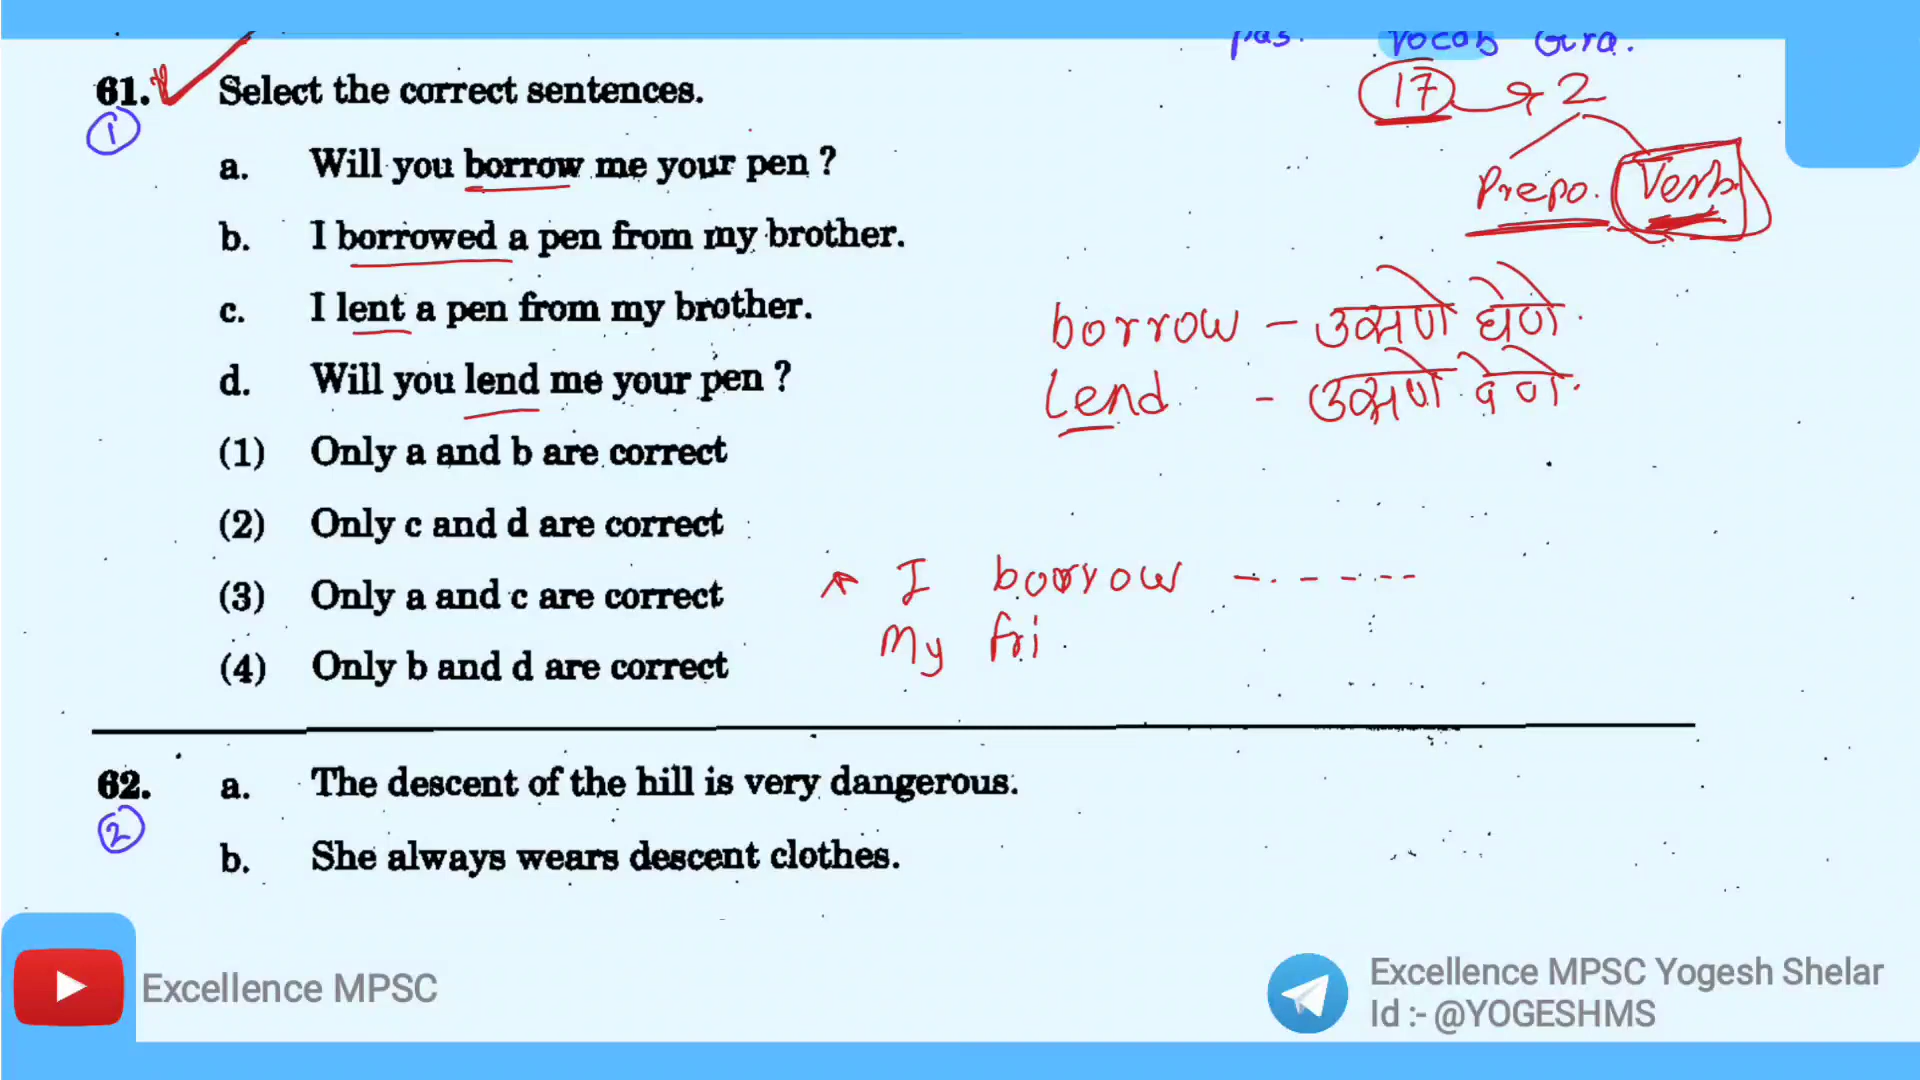 pas. Vocab Gra.
61. Select the correct sentences.
1
17 → 2
Prepo. Verb
a. Will you borrow me your pen ?
b. I borrowed a pen from my brother.
c. I lent a pen from my brother.
d. Will you lend me your pen ?
borrow - उसणे घेणे.
Lend - उसणे देणे.
(1) Only a and b are correct
(2) Only c and d are correct
(3) Only a and c are correct
(4) Only b and d are correct
I borrow -------
My fri
62. a. The descent of the hill is very dangerous.
2
b. She always wears descent clothes.
Excellence MPSC
Excellence MPSC Yogesh Shelar
Id :- @YOGESHMS